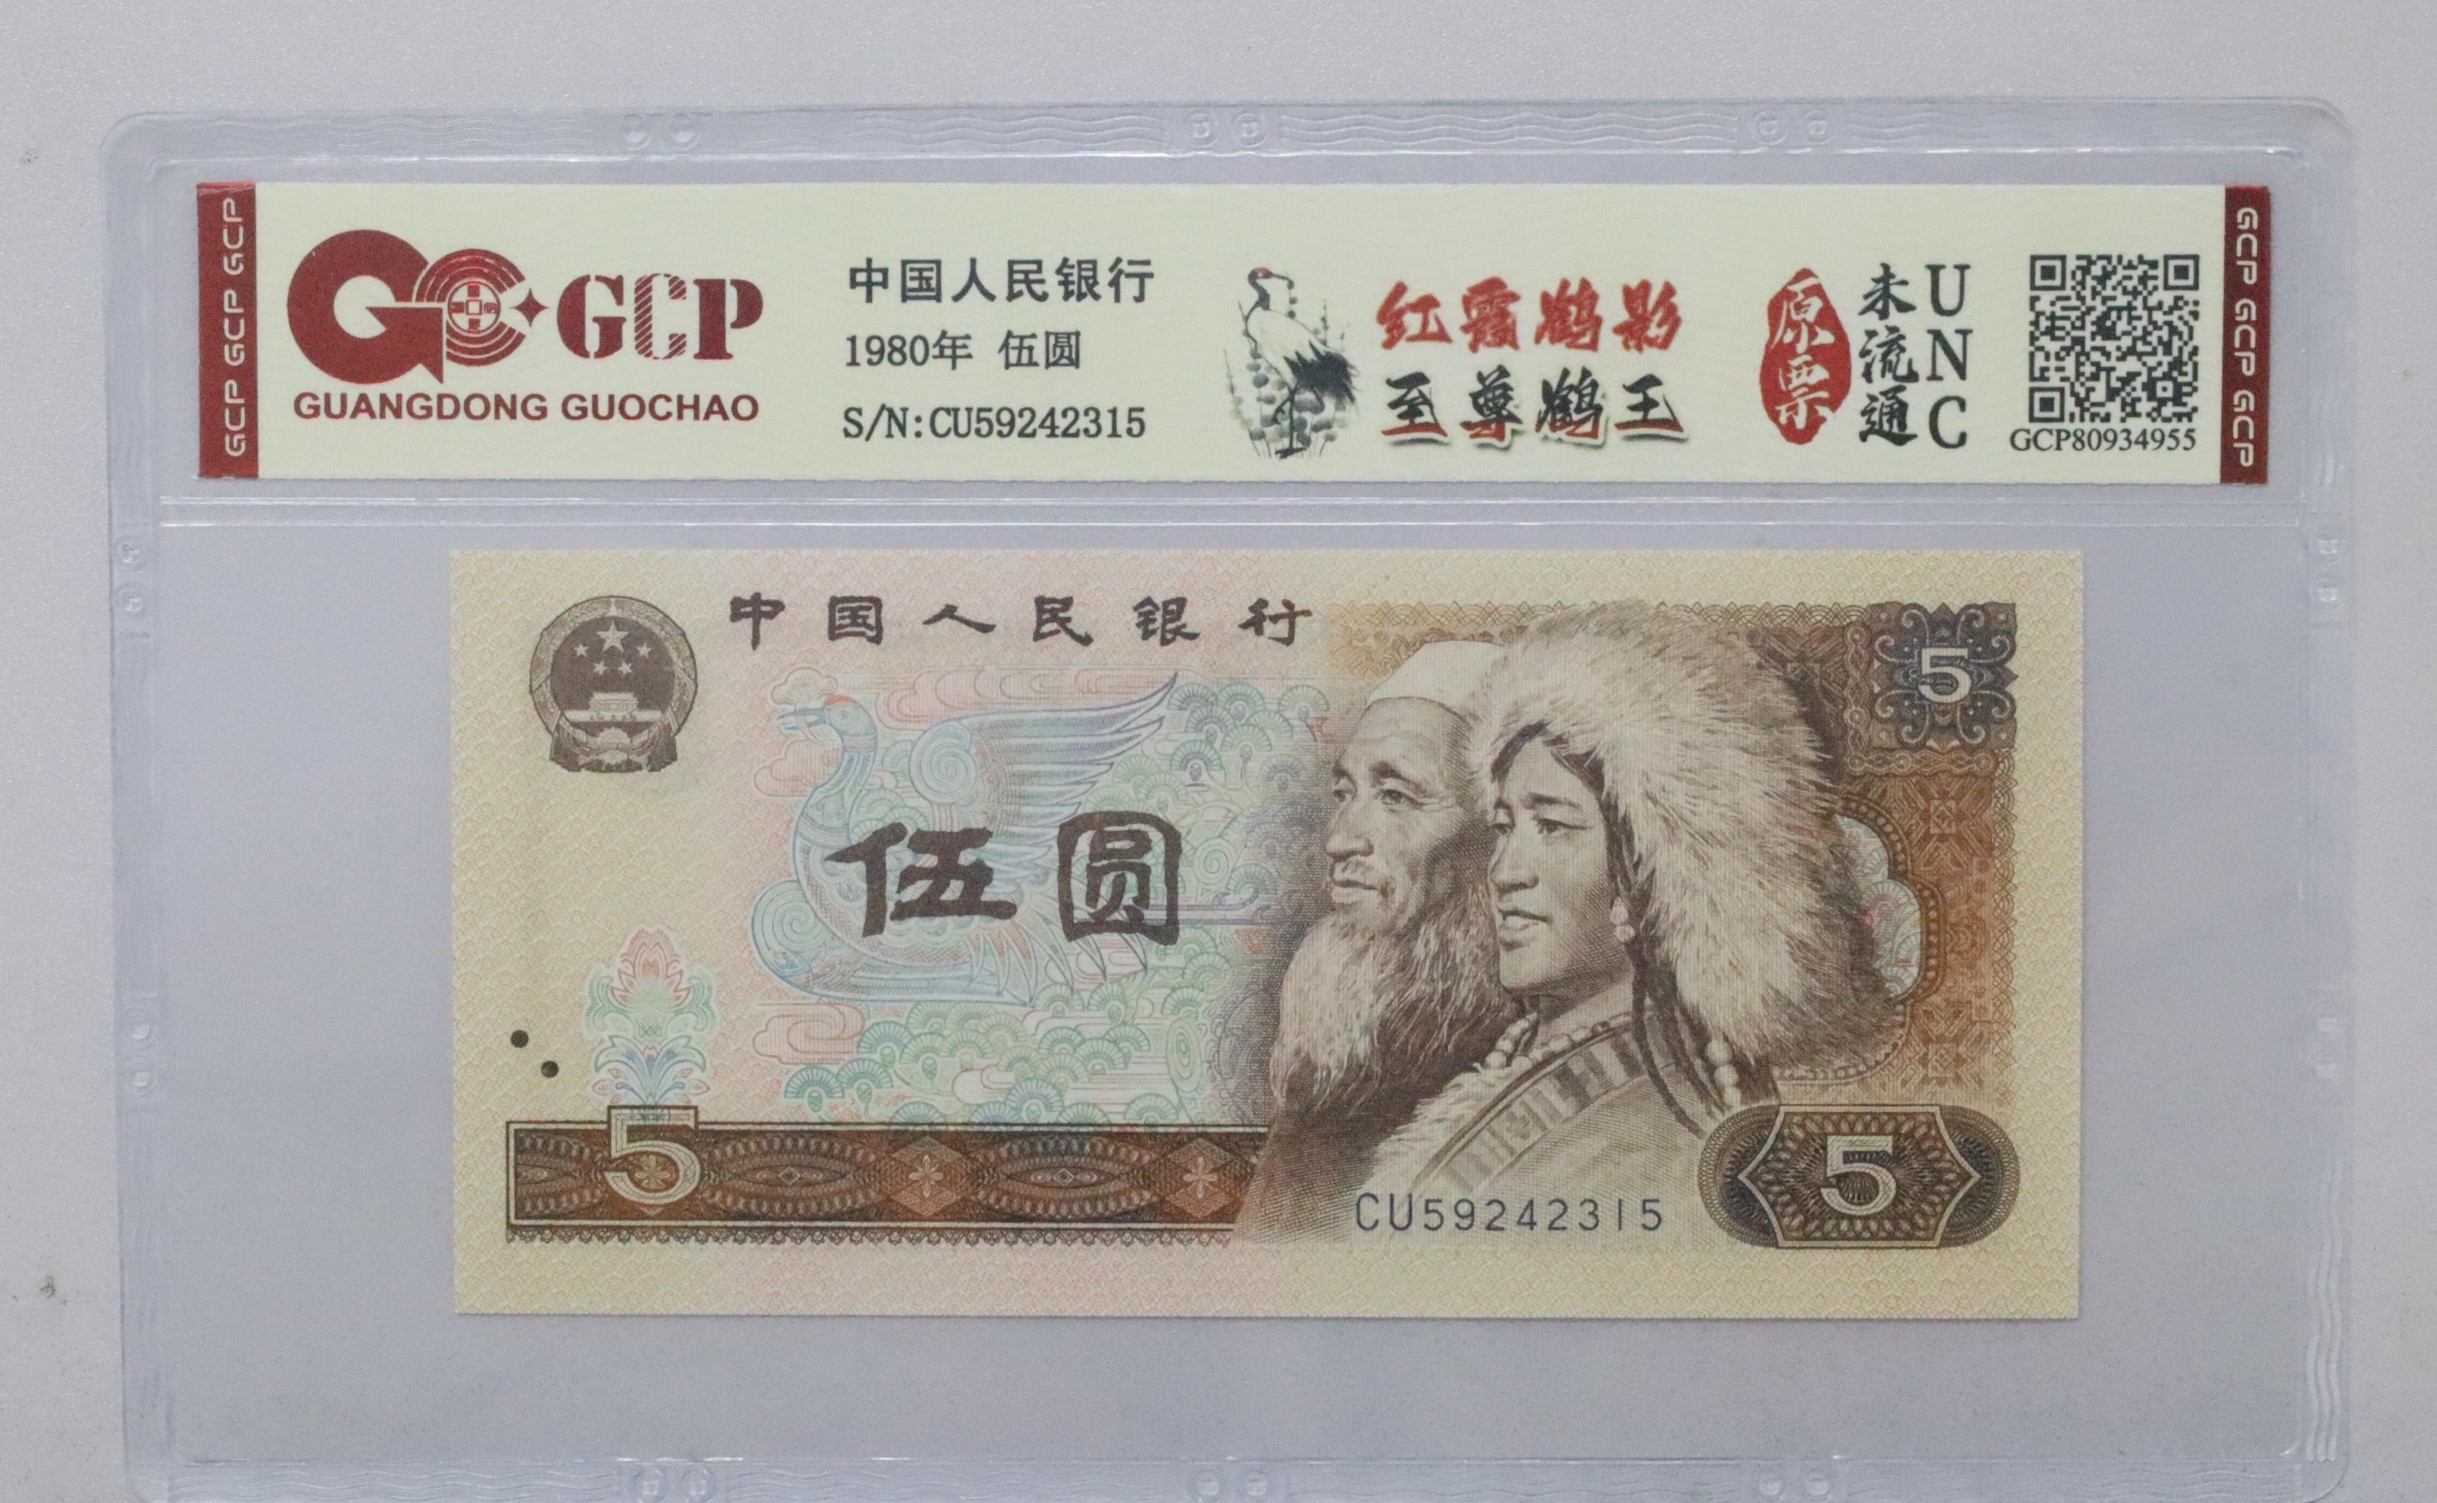 GCP GCP GCP
GCP
GUANGDONG GUOCHAO
中国人民银行
1980年 伍圆
S/N:CU59242315
红霞鹤影
至尊鹤王
原票
未流通
UNC
GCP80934955
GCP GCP GCP
中国人民银行
5
伍圆
5
CU59242315
5